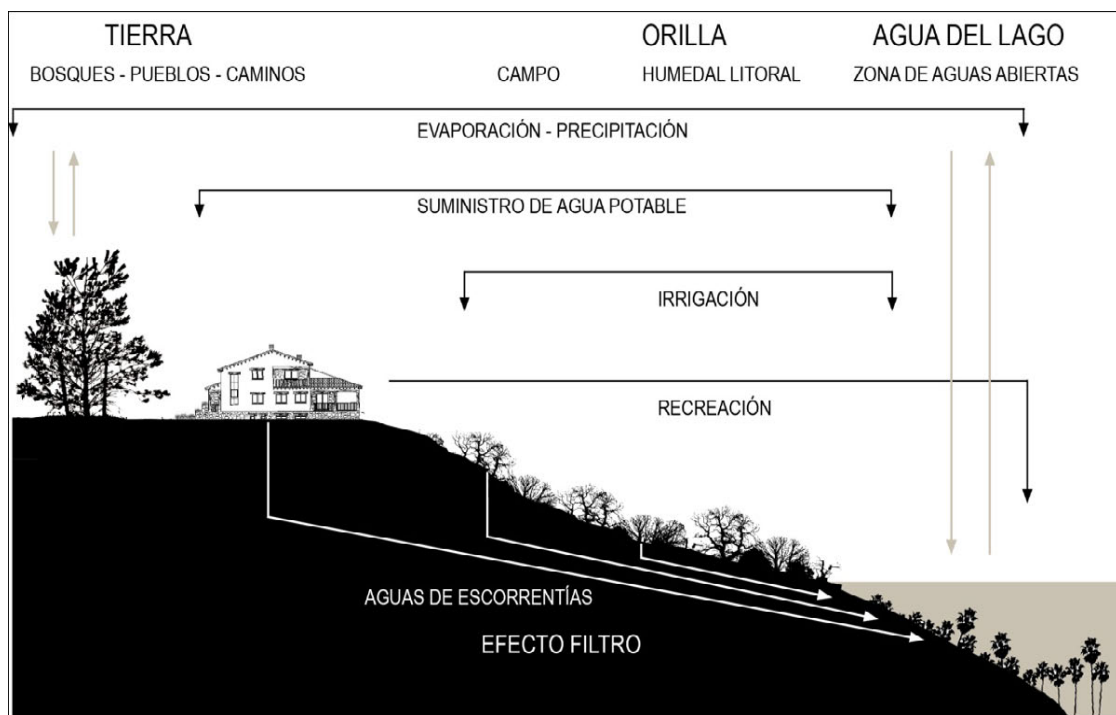 TIERRA
ORILLA
AGUA DEL LAGO
BOSQUES - PUEBLOS - CAMINOS
CAMPO
HUMEDAL LITORAL
ZONA DE AGUAS ABIERTAS
EVAPORACIÓN - PRECIPITACIÓN
SUMINISTRO DE AGUA POTABLE
IRRIGACIÓN
RECREACIÓN
AGUAS DE ESCORRENTÍAS
EFECTO FILTRO